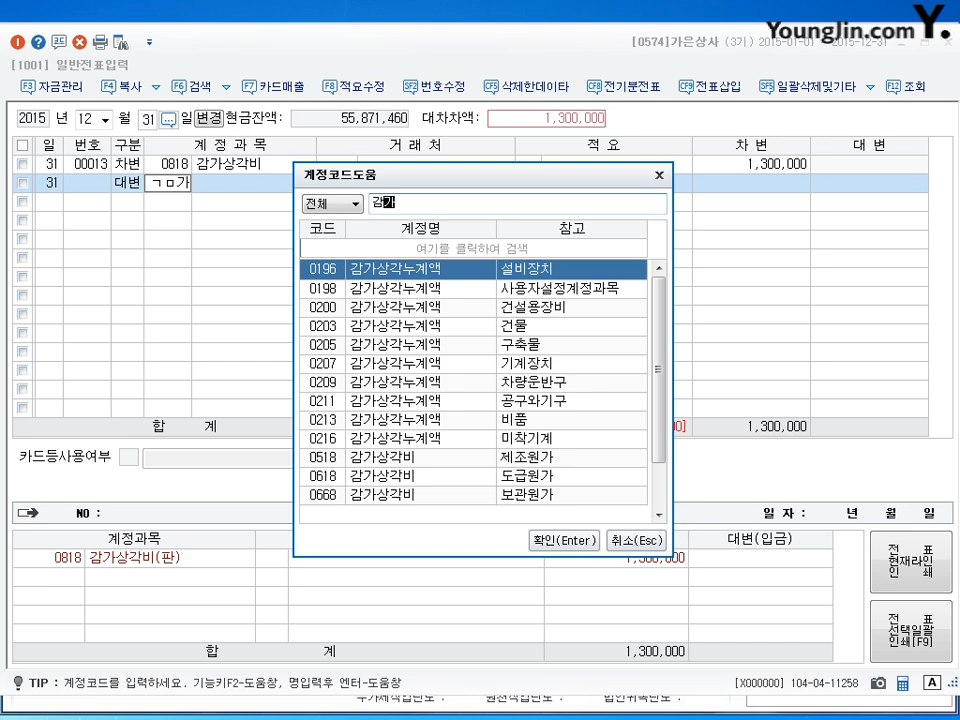 YoungJin.com Y.
[0574]가은상사 (3기) 2015-01-01 ~ 2015-12-31
[1001] 일반전표입력
F3 자금관리 F4 복사 F6 검색 F7 카드매출 F8 적요수정 SF2 번호수정 CF5 삭제한데이타 CF8 전기분전표 CF9 전표삽입 SF5 일괄삭제및기타 F12 조회
2015 년 12 월 31 일 변경 현금잔액: 55,871,460 대차차액: 1,300,000
일 번호 구분 계 정 과 목 거 래 처 적 요 차 변 대 변
31 00013 차변 0818 감가상각비 1,300,000
31 대변 ㄱㅁ가
합 계 00] 1,300,000
계정코드도움 x
전체 감가
코드 계정명 참고
여기를 클릭하여 검색
0196 감가상각누계액 설비장치
0198 감가상각누계액 사용자설정계정과목
0200 감가상각누계액 건설용장비
0203 감가상각누계액 건물
0205 감가상각누계액 구축물
0207 감가상각누계액 기계장치
0209 감가상각누계액 차량운반구
0211 감가상각누계액 공구와기구
0213 감가상각누계액 비품
0216 감가상각누계액 미착기계
0518 감가상각비 제조원가
0618 감가상각비 도급원가
0668 감가상각비 보관원가
확인(Enter) 취소(Esc)
카드등사용여부
NO : 일 자 : 년 월 일
계정과목 대변(입금)
0818 감가상각비(판) 1,300,000
합 계 1,300,000
전 표
현재라인
인 쇄
전 표
선택일괄
인쇄[F9]
TIP : 계정코드를 입력하세요. 기능키F2-도움창, 명입력후 엔터-도움창 [X000000] 104-04-11258 A